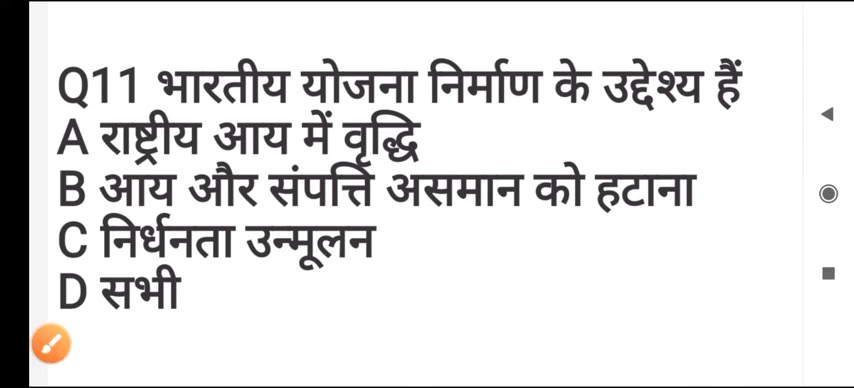 Q11 भारतीय योजना निर्माण के उद्देश्य हैं
A राष्ट्रीय आय में वृद्धि
B आय और संपत्ति असमान को हटाना
C निर्धनता उन्मूलन
D सभी